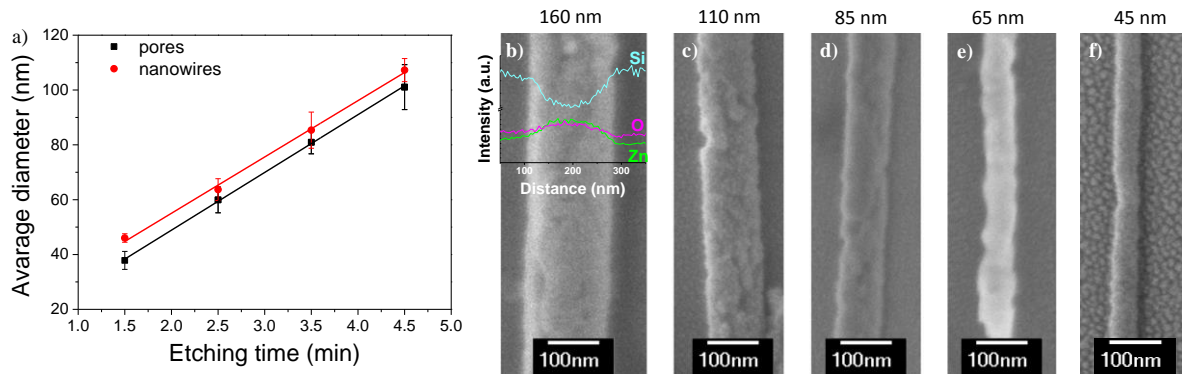 a)
120
100
80
60
40
20
Avarage diameter (nm)
pores
nanowires
1.0 1.5 2.0 2.5 3.0 3.5 4.0 4.5 5.0
Etching time (min)
160 nm
b)
Si
O
Zn
Intensity (a.u.)
100 200 300
Distance (nm)
100nm
110 nm
c)
100nm
85 nm
d)
100nm
65 nm
e)
100nm
45 nm
f)
100nm